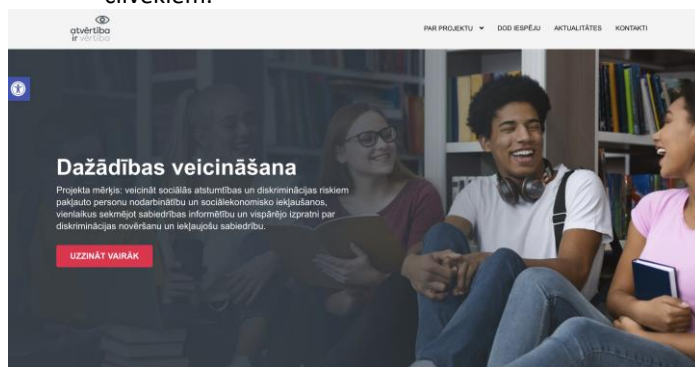 atvērtība
ir vērtība
PAR PROJEKTU
DOD IESPĒJU
AKTUALITĀTES
KONTAKTI
Dažādības veicināšana
Projekta mērķis: veicināt sociālās atstumtības un diskriminācijas riskiem
pakļauto personu nodarbinātību un sociālekonomisko iekļaušanos,
vienlaikus sekmējot sabiedrības informētību un vispārējo izpratni par
diskriminācijas novēršanu un iekļaujošu sabiedrību.
UZZINĀT VAIRĀK